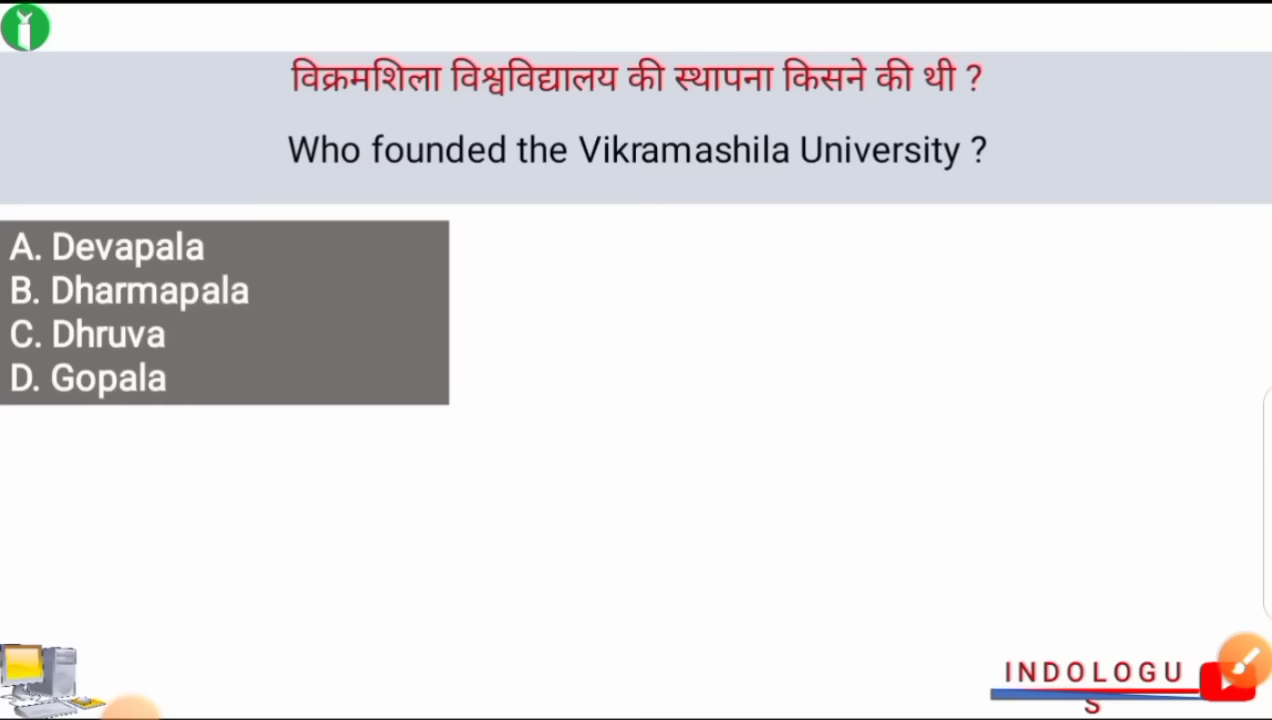 विक्रमशिला विश्वविद्यालय की स्थापना किसने की थी ?
Who founded the Vikramashila University ?
A. Devapala
B. Dharmapala
C. Dhruva
D. Gopala
INDOLOGU
S